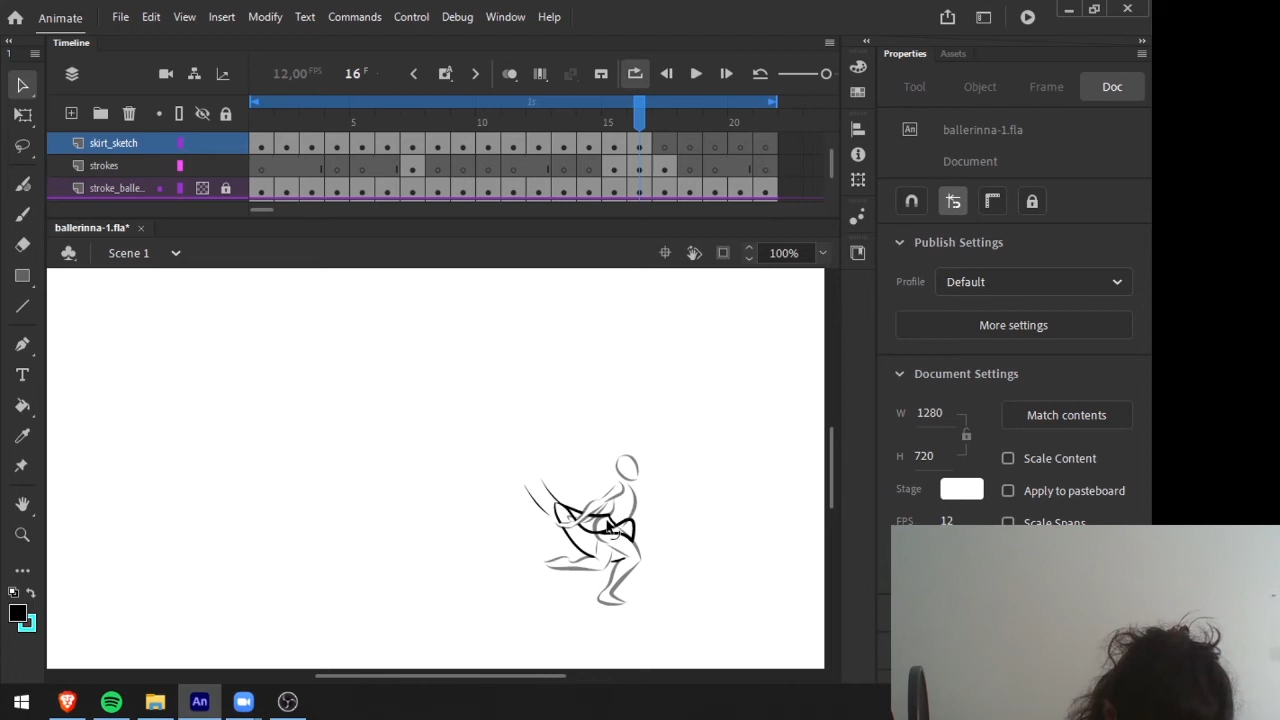 Animate File Edit View Insert Modify Text Commands Control Debug Window Help
Timeline
12,00 FPS 16 F
1s
5 10 15 20
skirt_sketch
strokes
stroke_balle...
ballerinna-1.fla*
Scene 1
100%
Properties Assets
Tool Object Frame Doc
An ballerinna-1.fla
Document
Publish Settings
Profile Default
More settings
Document Settings
W 1280 Match contents
H 720 Scale Content
Stage Apply to pasteboard
FPS 12 Scale Spans
An